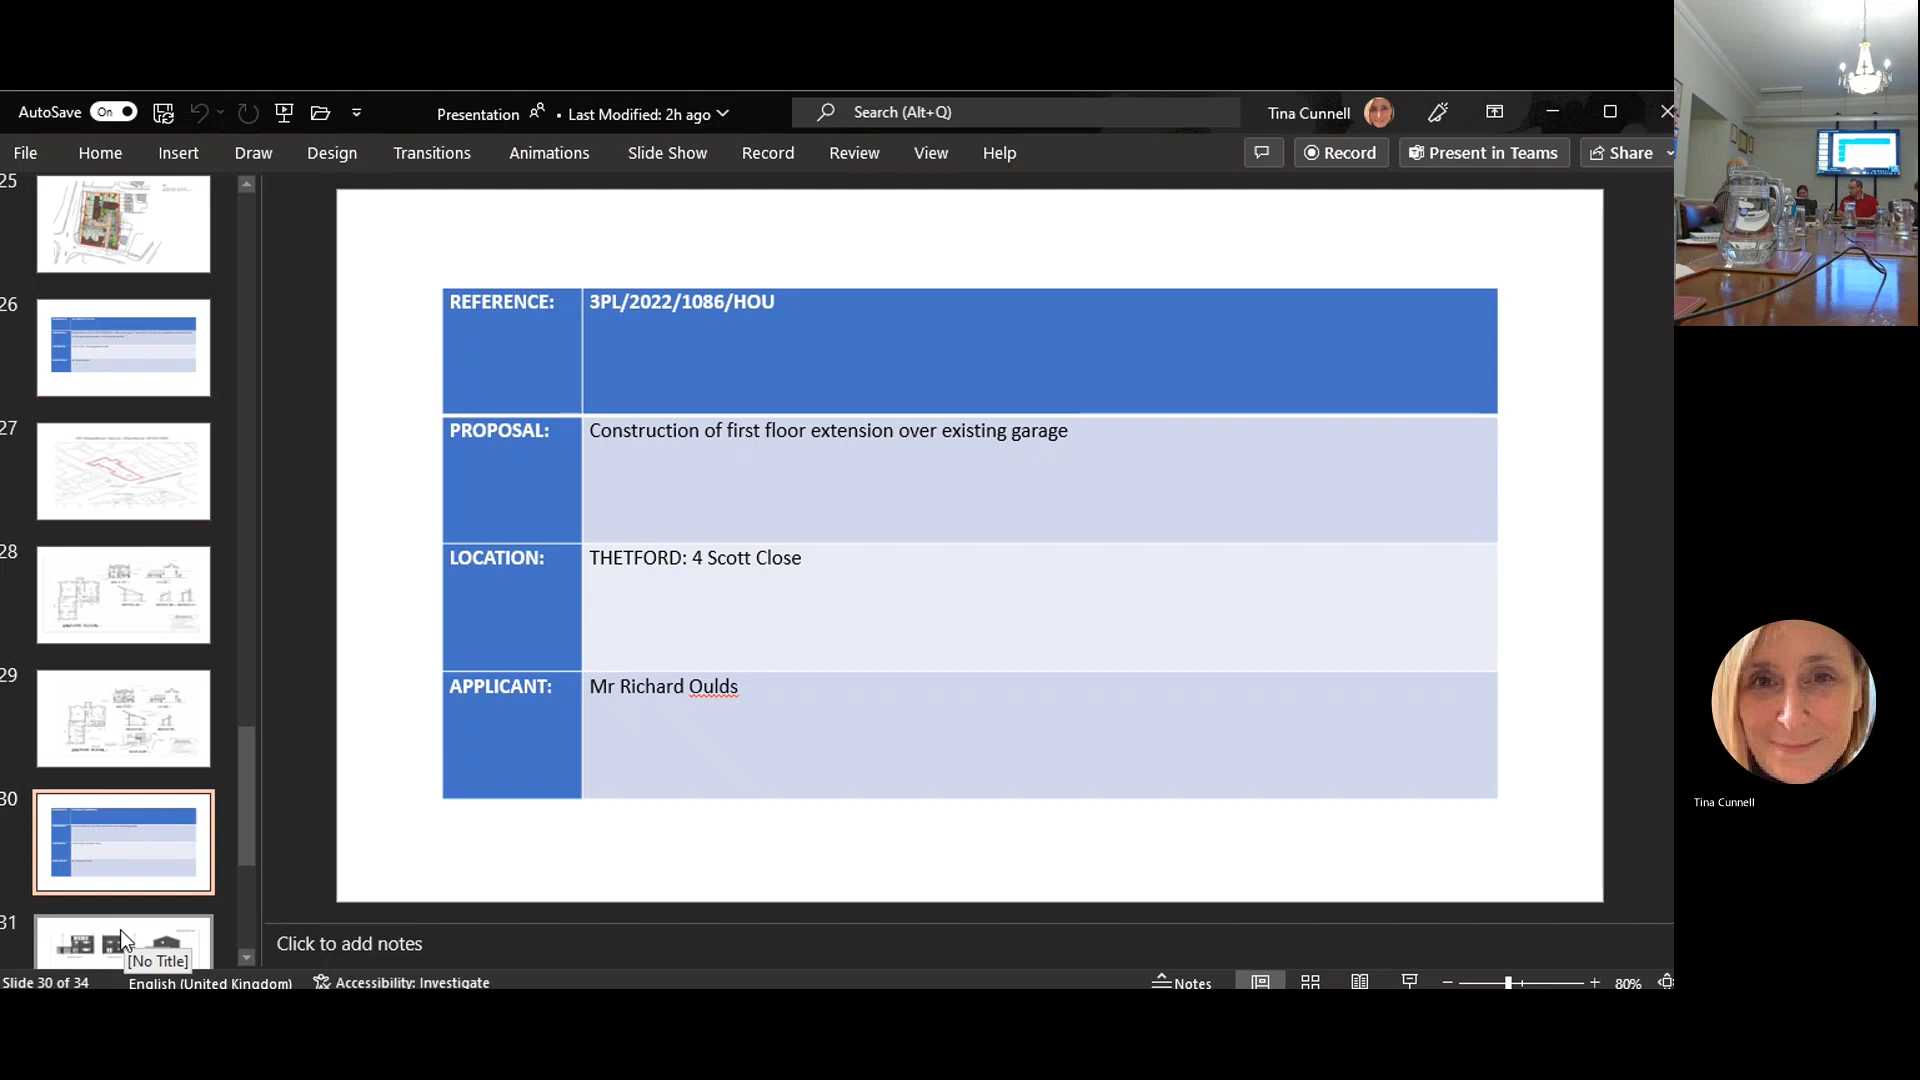 AutoSave On Presentation • Last Modified: 2h ago Search (Alt+Q) Tina Cunnell
File Home Insert Draw Design Transitions Animations Slide Show Record Review View Help Record Present in Teams Share
25
26
27
28
29
30
31
REFERENCE: 3PL/2022/1086/HOU
PROPOSAL: Construction of first floor extension over existing garage
LOCATION: THETFORD: 4 Scott Close
APPLICANT: Mr Richard Oulds
Tina Cunnell
Click to add notes
[No Title]
Slide 30 of 34 English (United Kingdom) Accessibility: Investigate Notes 80%